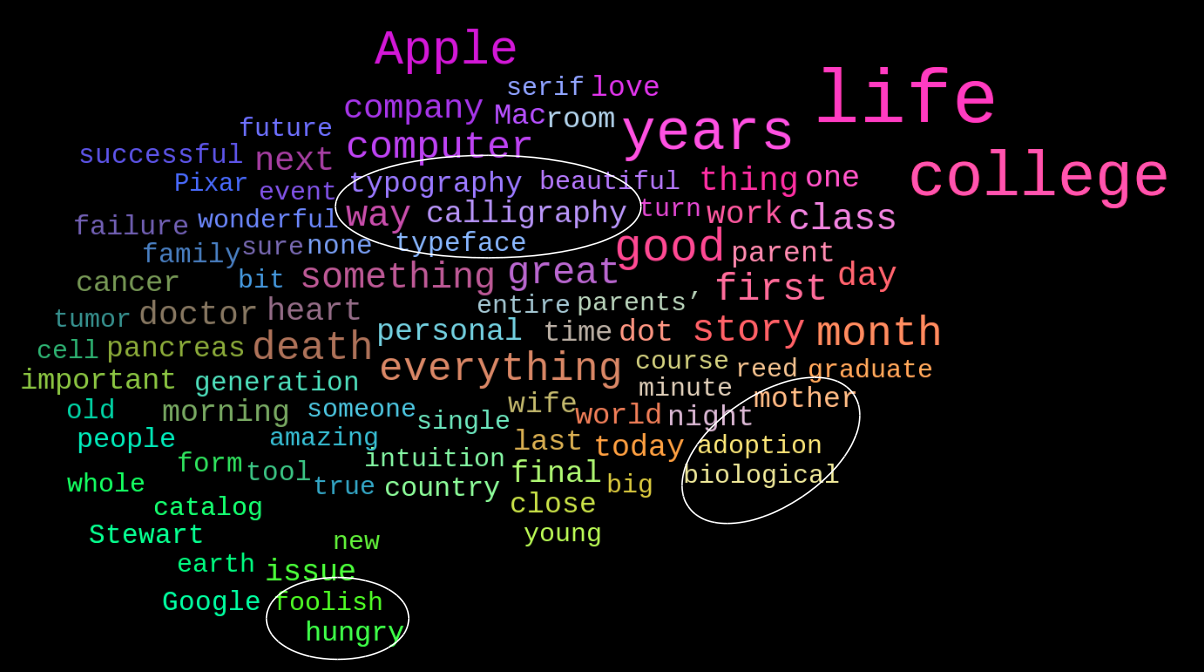 Apple
serif love life
company Mac room
future computer years
successful next college
Pixar event typography beautiful thing one
failure wonderful way calligraphy turn work class
family sure none typeface good parent
cancer bit something great first day
tumor doctor heart entire parents’
cell pancreas death personal time dot story month
important generation everything course reed graduate
old morning someone single wife minute mother
people amazing world night
form tool intuition last today adoption
whole true country final big biological
catalog close
Stewart new young
earth issue
Google foolish
hungry